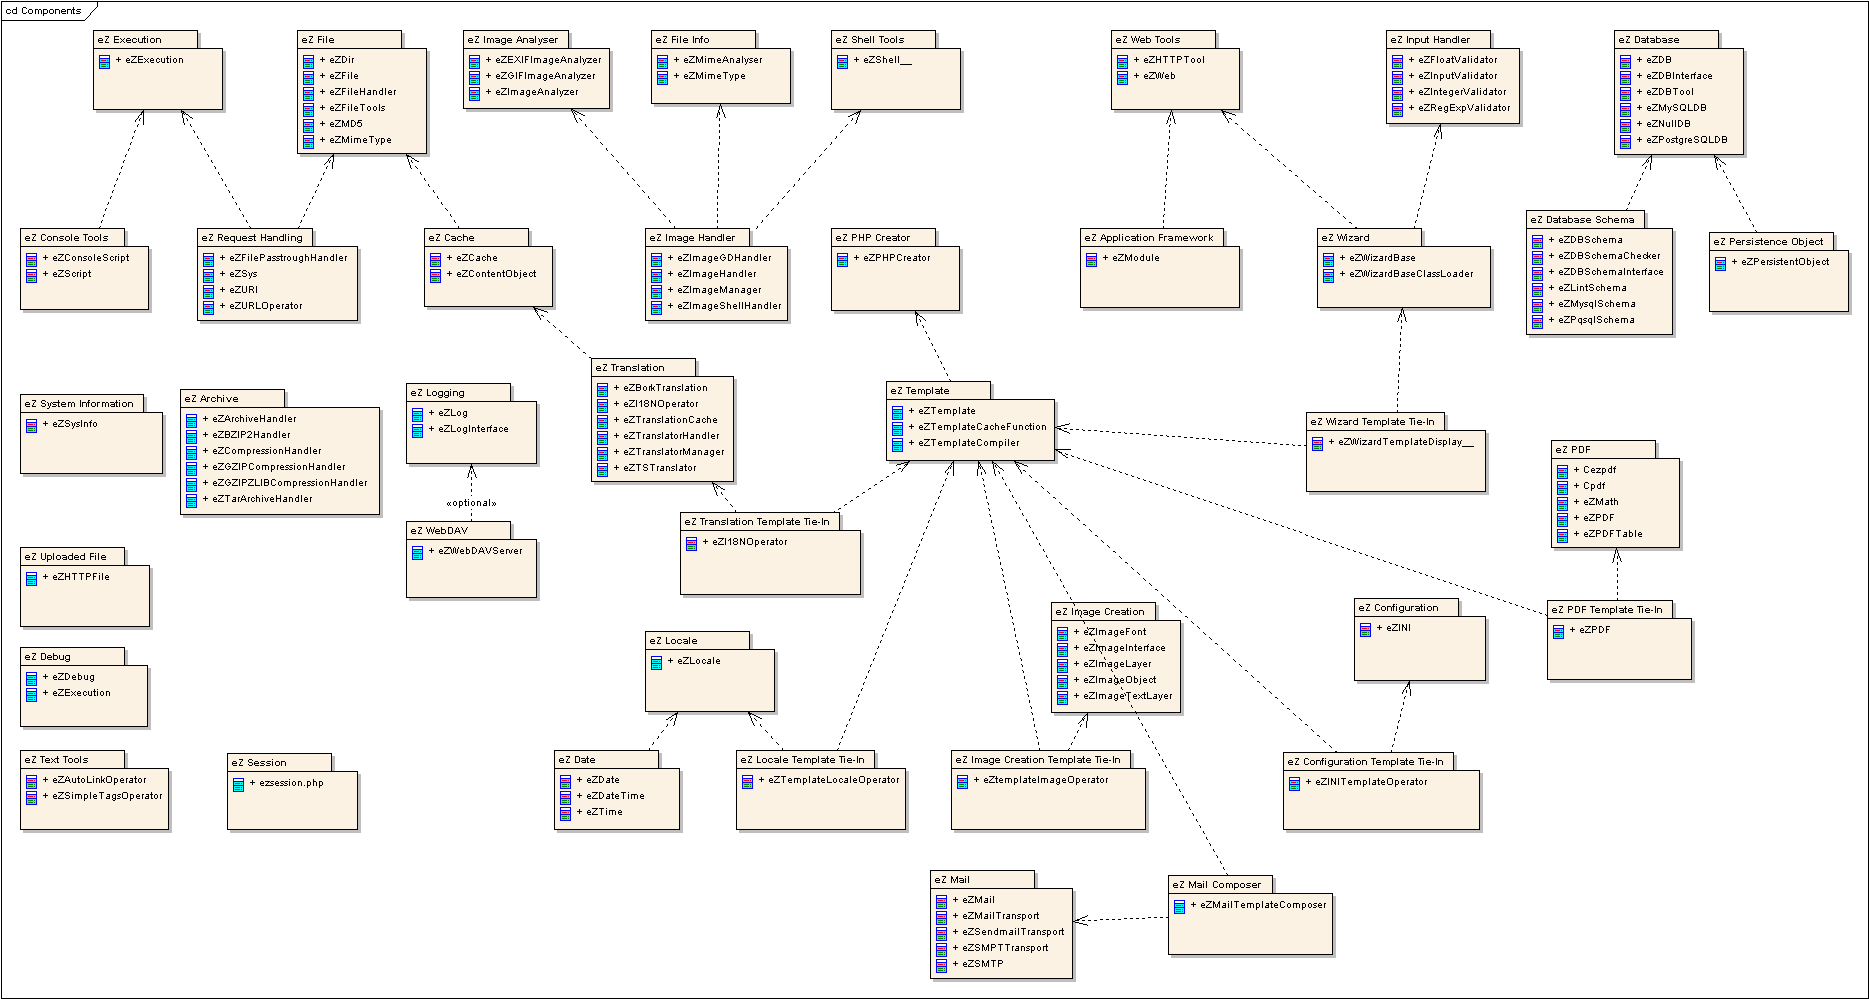 cd Components
eZ Execution
+ eZExecution
eZ File
+ eZDir
+ eZFile
+ eZFileHandler
+ eZFileTools
+ eZMD5
+ eZMimeType
eZ Image Analyser
+ eZEXIFImageAnalyzer
+ eZGIFImageAnalyzer
+ eZImageAnalyzer
eZ File Info
+ eZMimeAnalyser
+ eZMimeType
eZ Shell Tools
+ eZShell__
eZ Web Tools
+ eZHTTPTool
+ eZWeb
eZ Input Handler
+ eZFloatValidator
+ eZInputValidator
+ eZIntegerValidator
+ eZRegExpValidator
eZ Database
+ eZDB
+ eZDBInterface
+ eZDBTool
+ eZMySQLDB
+ eZNullDB
+ eZPostgreSQLDB
eZ Console Tools
+ eZConsoleScript
+ eZScript
eZ Request Handling
+ eZFilePasstroughHandler
+ eZSys
+ eZURI
+ eZURLOperator
eZ Cache
+ eZCache
+ eZContentObject
eZ Image Handler
+ eZImageGDHandler
+ eZImageHandler
+ eZImageManager
+ eZImageShellHandler
eZ PHP Creator
+ eZPHPCreator
eZ Application Framework
+ eZModule
eZ Wizard
+ eZWizardBase
+ eZWizardBaseClassLoader
eZ Database Schema
+ eZDBSchema
+ eZDBSchemaChecker
+ eZDBSchemaInterface
+ eZLintSchema
+ eZMysqlSchema
+ eZPqsqlSchema
eZ Persistence Object
+ eZPersistentObject
eZ System Information
+ eZSysInfo
eZ Archive
+ eZArchiveHandler
+ eZBZIP2Handler
+ eZCompressionHandler
+ eZGZIPCompressionHandler
+ eZGZIPZLIBCompressionHandler
+ eZTarArchiveHandler
eZ Logging
+ eZLog
+ eZLogInterface
«optional»
eZ WebDAV
+ eZWebDAVServer
eZ Translation
+ eZBorkTranslation
+ eZI18NOperator
+ eZTranslationCache
+ eZTranslatorHandler
+ eZTranslatorManager
+ eZTSTranslator
eZ Template
+ eZTemplate
+ eZTemplateCacheFunction
+ eZTemplateCompiler
eZ Wizard Template Tie-In
+ eZWizardTemplateDisplay__
eZ PDF
+ Cezpdf
+ Cpdf
+ eZMath
+ eZPDF
+ eZPDFTable
eZ Translation Template Tie-In
+ eZI18NOperator
eZ Uploaded File
+ eZHTTPFile
eZ Image Creation
+ eZImageFont
+ eZImageInterface
+ eZImageLayer
+ eZImageObject
+ eZImageTextLayer
eZ Configuration
+ eZINI
eZ PDF Template Tie-In
+ eZPDF
eZ Locale
+ eZLocale
eZ Debug
+ eZDebug
+ eZExecution
eZ Text Tools
+ eZAutoLinkOperator
+ eZSimpleTagsOperator
eZ Session
+ ezsession.php
eZ Date
+ eZDate
+ eZDateTime
+ eZTime
eZ Locale Template Tie-In
+ eZTemplateLocaleOperator
eZ Image Creation Template Tie-In
+ eZtemplateImageOperator
eZ Configuration Template Tie-In
+ eZINITemplateOperator
eZ Mail
+ eZMail
+ eZMailTransport
+ eZSendmailTransport
+ eZSMPTTransport
+ eZSMTP
eZ Mail Composer
+ eZMailTemplateComposer